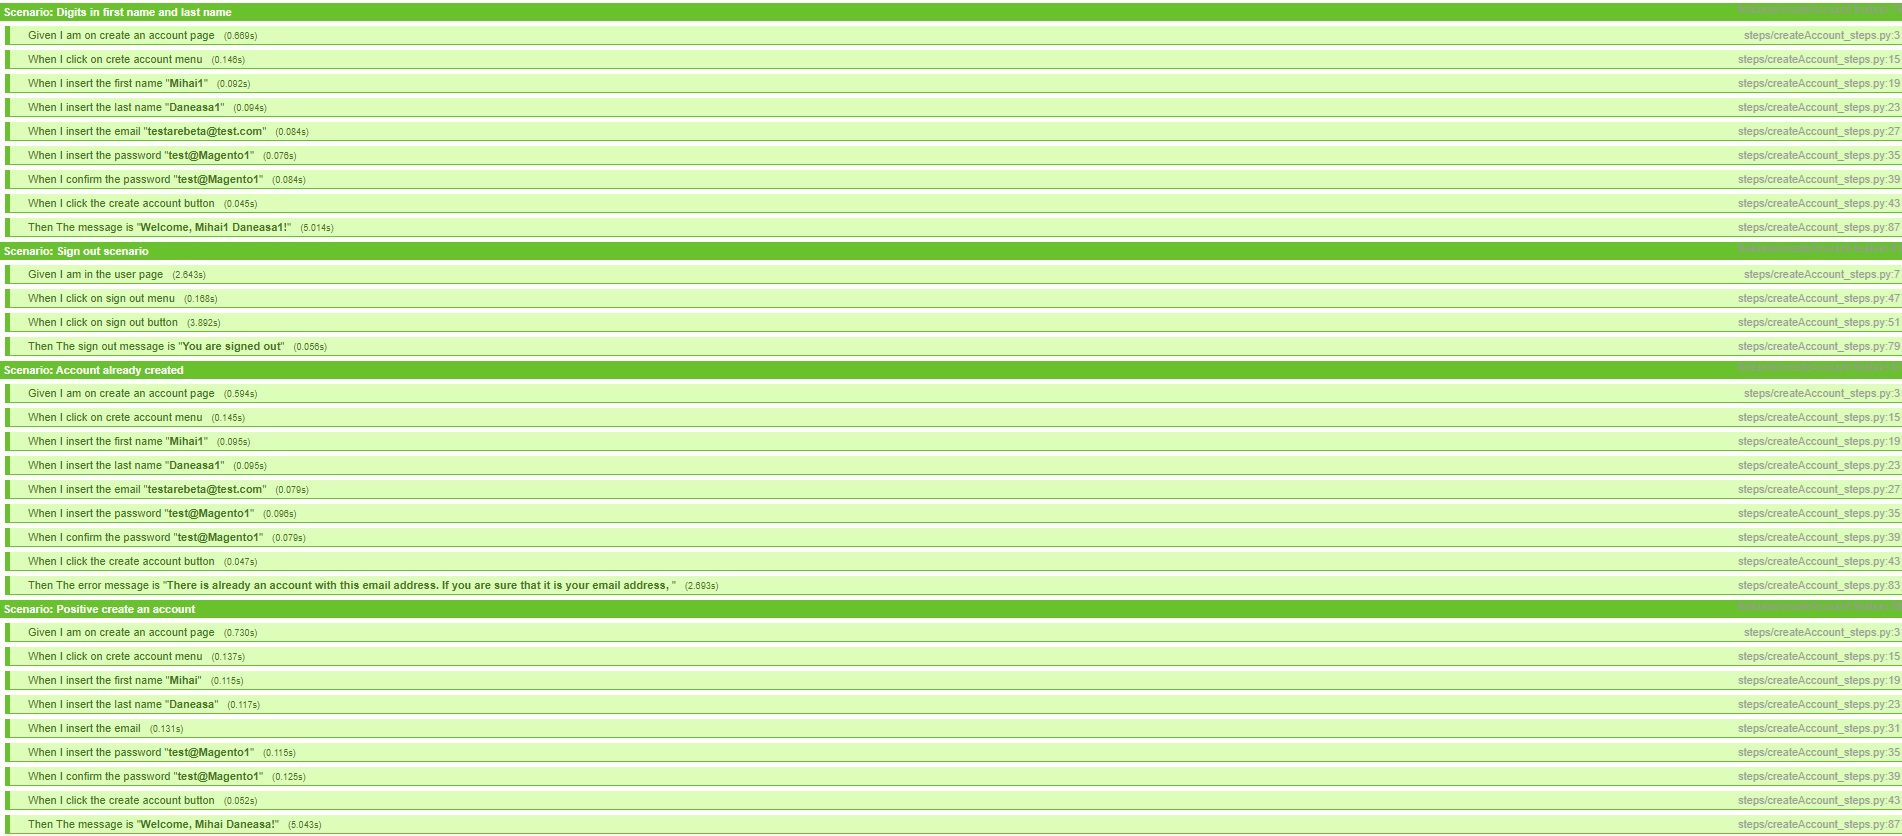 Scenario: Digits in first name and last name
Given I am on create an account page (0.669s) steps/createAccount_steps.py:3
When I click on crete account menu (0.146s) steps/createAccount_steps.py:15
When I insert the first name "Mihai1" (0.092s) steps/createAccount_steps.py:19
When I insert the last name "Daneasa1" (0.094s) steps/createAccount_steps.py:23
When I insert the email "testarebeta@test.com" (0.084s) steps/createAccount_steps.py:27
When I insert the password "test@Magento1" (0.076s) steps/createAccount_steps.py:35
When I confirm the password "test@Magento1" (0.084s) steps/createAccount_steps.py:39
When I click the create account button (0.045s) steps/createAccount_steps.py:43
Then The message is "Welcome, Mihai1 Daneasa1!" (5.014s) steps/createAccount_steps.py:87
Scenario: Sign out scenario
Given I am in the user page (2.643s) steps/createAccount_steps.py:7
When I click on sign out menu (0.168s) steps/createAccount_steps.py:47
When I click on sign out button (3.892s) steps/createAccount_steps.py:51
Then The sign out message is "You are signed out" (0.056s) steps/createAccount_steps.py:79
Scenario: Account already created
Given I am on create an account page (0.594s) steps/createAccount_steps.py:3
When I click on crete account menu (0.145s) steps/createAccount_steps.py:15
When I insert the first name "Mihai1" (0.095s) steps/createAccount_steps.py:19
When I insert the last name "Daneasa1" (0.095s) steps/createAccount_steps.py:23
When I insert the email "testarebeta@test.com" (0.079s) steps/createAccount_steps.py:27
When I insert the password "test@Magento1" (0.096s) steps/createAccount_steps.py:35
When I confirm the password "test@Magento1" (0.079s) steps/createAccount_steps.py:39
When I click the create account button (0.047s) steps/createAccount_steps.py:43
Then The error message is "There is already an account with this email address. If you are sure that it is your email address, " (2.693s) steps/createAccount_steps.py:83
Scenario: Positive create an account
Given I am on create an account page (0.730s) steps/createAccount_steps.py:3
When I click on crete account menu (0.137s) steps/createAccount_steps.py:15
When I insert the first name "Mihai" (0.115s) steps/createAccount_steps.py:19
When I insert the last name "Daneasa" (0.117s) steps/createAccount_steps.py:23
When I insert the email (0.131s) steps/createAccount_steps.py:31
When I insert the password "test@Magento1" (0.115s) steps/createAccount_steps.py:35
When I confirm the password "test@Magento1" (0.125s) steps/createAccount_steps.py:39
When I click the create account button (0.052s) steps/createAccount_steps.py:43
Then The message is "Welcome, Mihai Daneasa!" (5.043s) steps/createAccount_steps.py:87